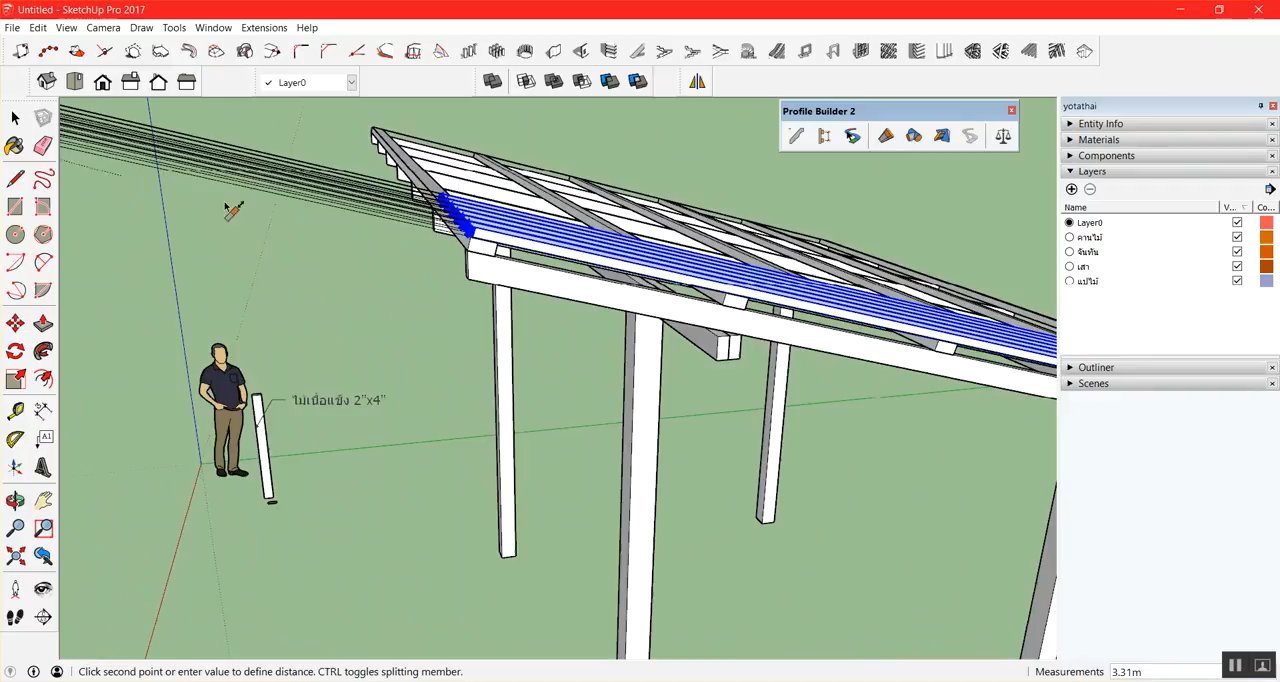 Untitled - SketchUp Pro 2017
File Edit View Camera Draw Tools Window Extensions Help
Layer0
Profile Builder 2
yotathai
Entity Info
Materials
Components
Layers
Name V... Co...
Layer0
คานไม้
จันทัน
เสา
แปไม้
Outliner
Scenes
ไม้เนื้อแข็ง 2"x4"
A1
Click second point or enter value to define distance. CTRL toggles splitting member.
Measurements 3.31m